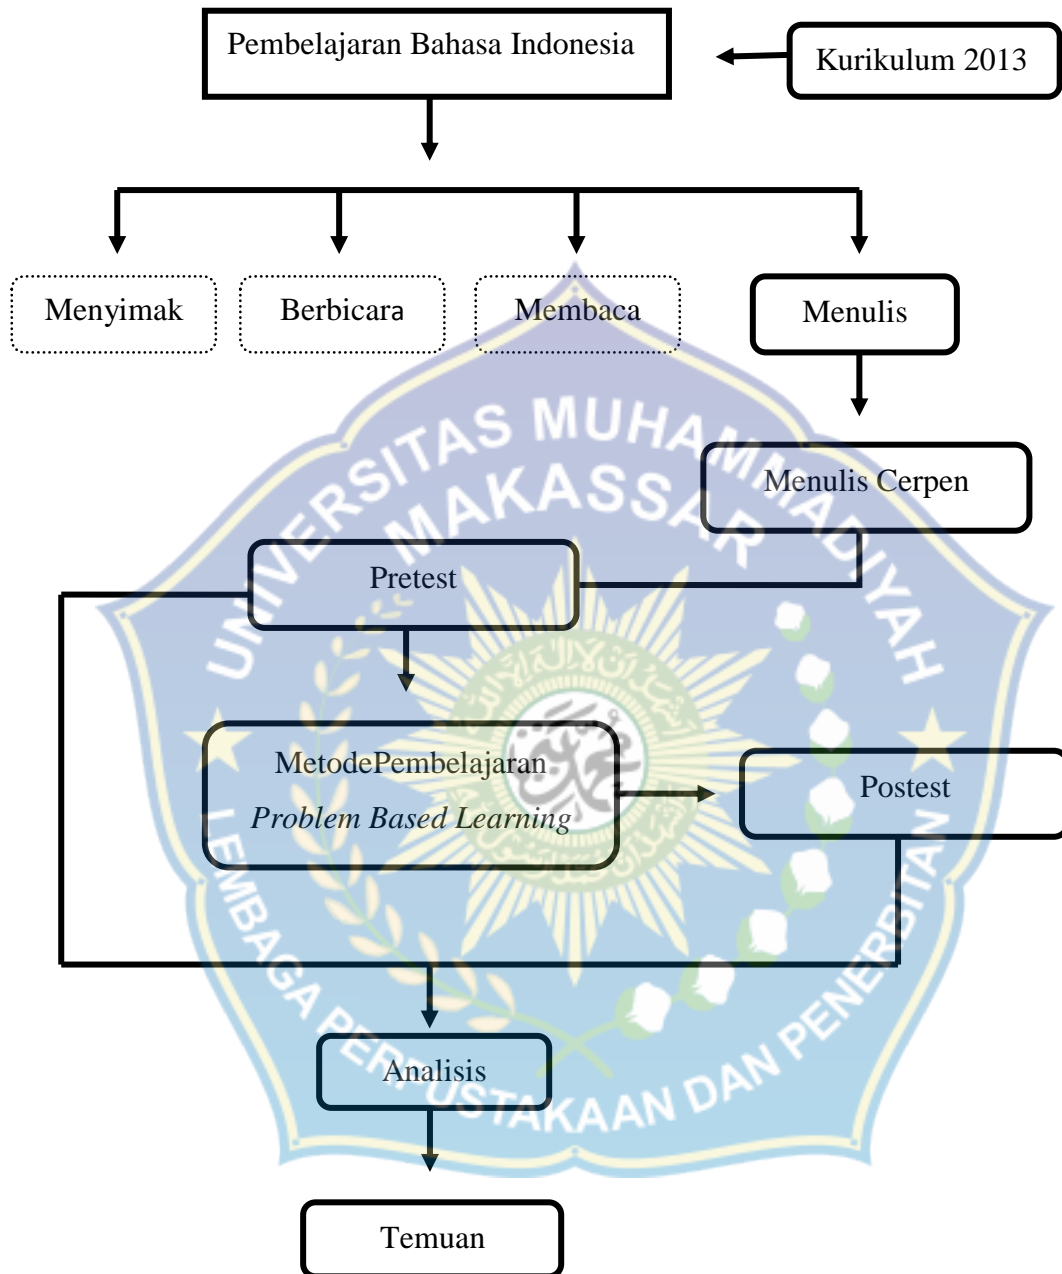 Pembelajaran Bahasa Indonesia
Kurikulum 2013
Menyimak
Berbicara
Membaca
Menulis
UNIVERSITAS MUHAMMADIYAH
MAKASSAR
Menulis Cerpen
Pretest
MetodePembelajaran
Problem Based Learning
Postest
LEMBAGA PERPUSTAKAAN DAN PENERBITAN
Analisis
Temuan